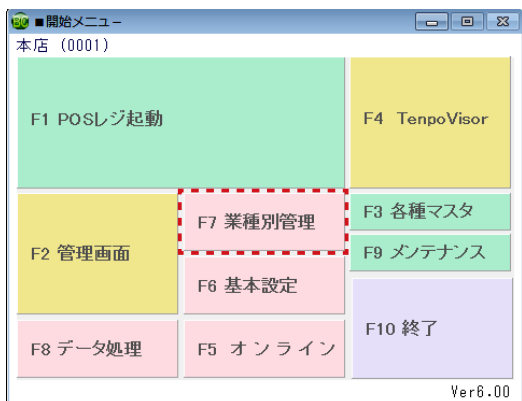 BC ■開始メニュー
本店 (0001)
F1 POSレジ起動
F4 TenpoVisor
F7 業種別管理
F3 各種マスタ
F2 管理画面
F9 メンテナンス
F6 基本設定
F10 終了
F8 データ処理
F5 オンライン
Ver6.00